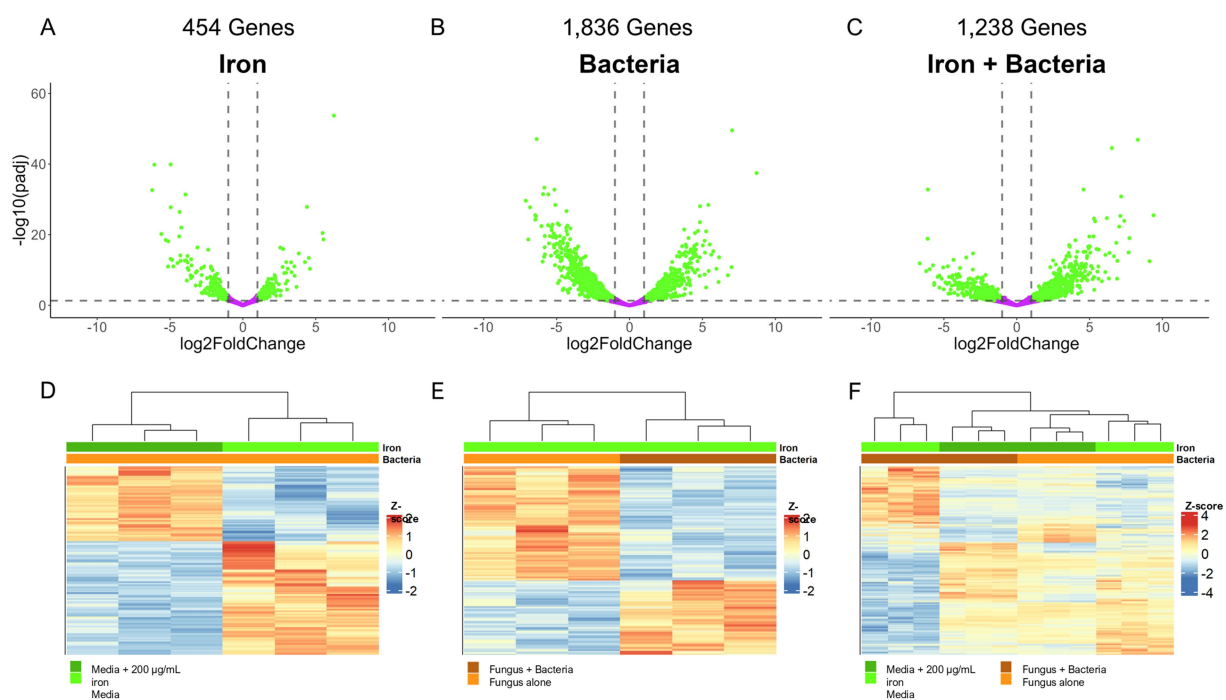 A
454 Genes
Iron
B
1,836 Genes
Bacteria
C
1,238 Genes
Iron + Bacteria
-log10(padj)
60
40
20
0
-10 -5 0 5 10
log2FoldChange
-10 -5 0 5 10
log2FoldChange
-10 -5 0 5 10
log2FoldChange
D
Iron
Bacteria
Z-
score
2
1
0
-1
-2
Media + 200 µg/mL
iron
Media
E
Iron
Bacteria
Z-
score
2
1
0
-1
-2
Fungus + Bacteria
Fungus alone
F
Iron
Bacteria
Z-score
4
2
0
-2
-4
Media + 200 µg/mL
iron
Media
Fungus + Bacteria
Fungus alone